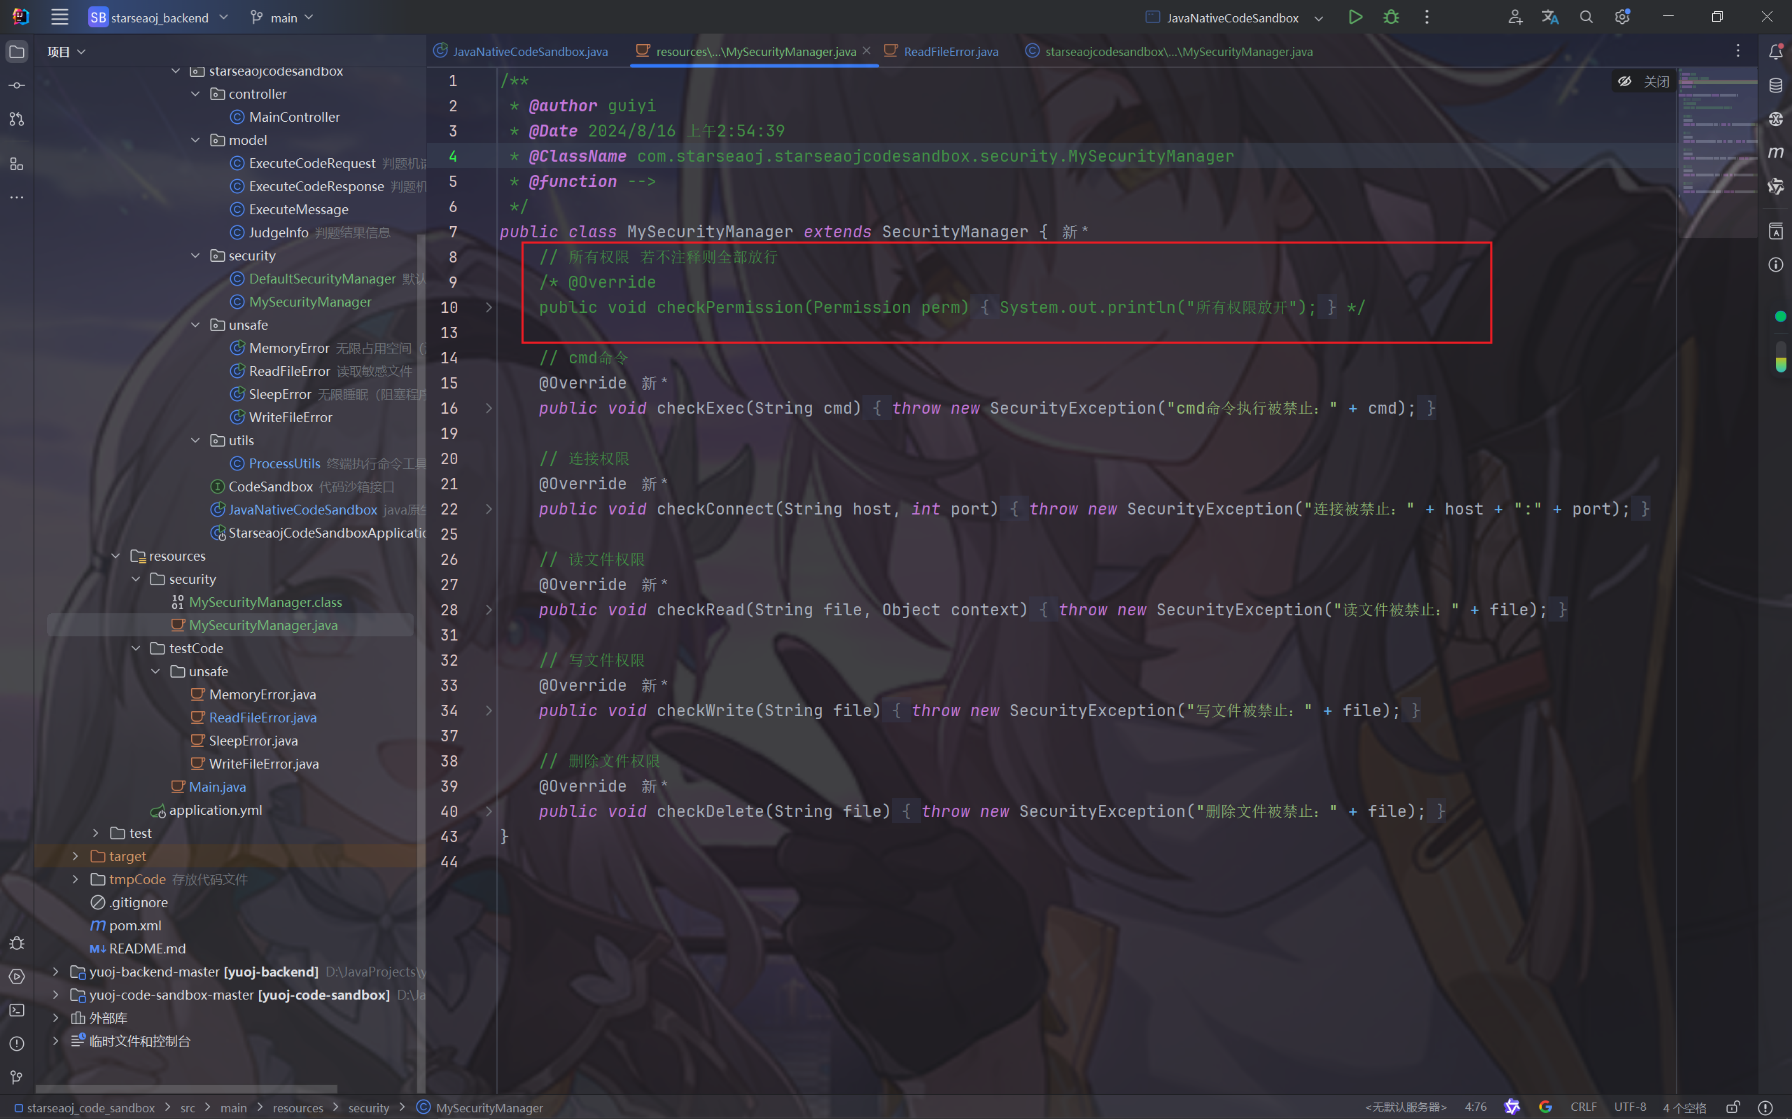 SB starseaoj_backend main JavaNativeCodeSandbox
项目
JavaNativeCodeSandbox.java resources\...\MySecurityManager.java ReadFileError.java starseaojcodesandbox\...\MySecurityManager.java
starseaojcodesandbox
controller
MainController
model
ExecuteCodeRequest
ExecuteCodeResponse
ExecuteMessage
JudgeInfo 判题结果信息
security
DefaultSecurityManager
MySecurityManager
unsafe
MemoryError 无限占用空间
ReadFileError 读取敏感文件
SleepError 无限睡眠（阻塞程序
WriteFileError
utils
ProcessUtils 终端执行命令工具
CodeSandbox 代码沙箱接口
JavaNativeCodeSandbox
StarseaojCodeSandboxApplicatic
resources
security
MySecurityManager.class
MySecurityManager.java
testCode
unsafe
MemoryError.java
ReadFileError.java
SleepError.java
WriteFileError.java
Main.java
application.yml
test
target
tmpCode 存放代码文件
.gitignore
pom.xml
README.md
yuoj-backend-master [yuoj-backend] D:\JavaProjects\y
yuoj-code-sandbox-master [yuoj-code-sandbox] D:\Ja
外部库
临时文件和控制台
关闭
1 /**
2 * @author guiyi
3 * @Date 2024/8/16 上午2:54:39
4 * @ClassName com.starseaoj.starseaojcodesandbox.security.MySecurityManager
5 * @function -->
6 */
7 public class MySecurityManager extends SecurityManager { 新 *
8 // 所有权限 若不注释则全部放行
9 /* @Override
10 public void checkPermission(Permission perm) { System.out.println("所有权限放开"); } */
13
14 // cmd命令
15 @Override 新 *
16 public void checkExec(String cmd) { throw new SecurityException("cmd命令执行被禁止：" + cmd); }
19
20 // 连接权限
21 @Override 新 *
22 public void checkConnect(String host, int port) { throw new SecurityException("连接被禁止：" + host + ":" + port); }
25
26 // 读文件权限
27 @Override 新 *
28 public void checkRead(String file, Object context) { throw new SecurityException("读文件被禁止：" + file); }
31
32 // 写文件权限
33 @Override 新 *
34 public void checkWrite(String file) { throw new SecurityException("写文件被禁止：" + file); }
37
38 // 删除文件权限
39 @Override 新 *
40 public void checkDelete(String file) { throw new SecurityException("删除文件被禁止：" + file); }
43 }
44
starseaoj_code_sandbox > src > main > resources > security > MySecurityManager
<无默认服务器> 4:76 CRLF UTF-8 4 个空格